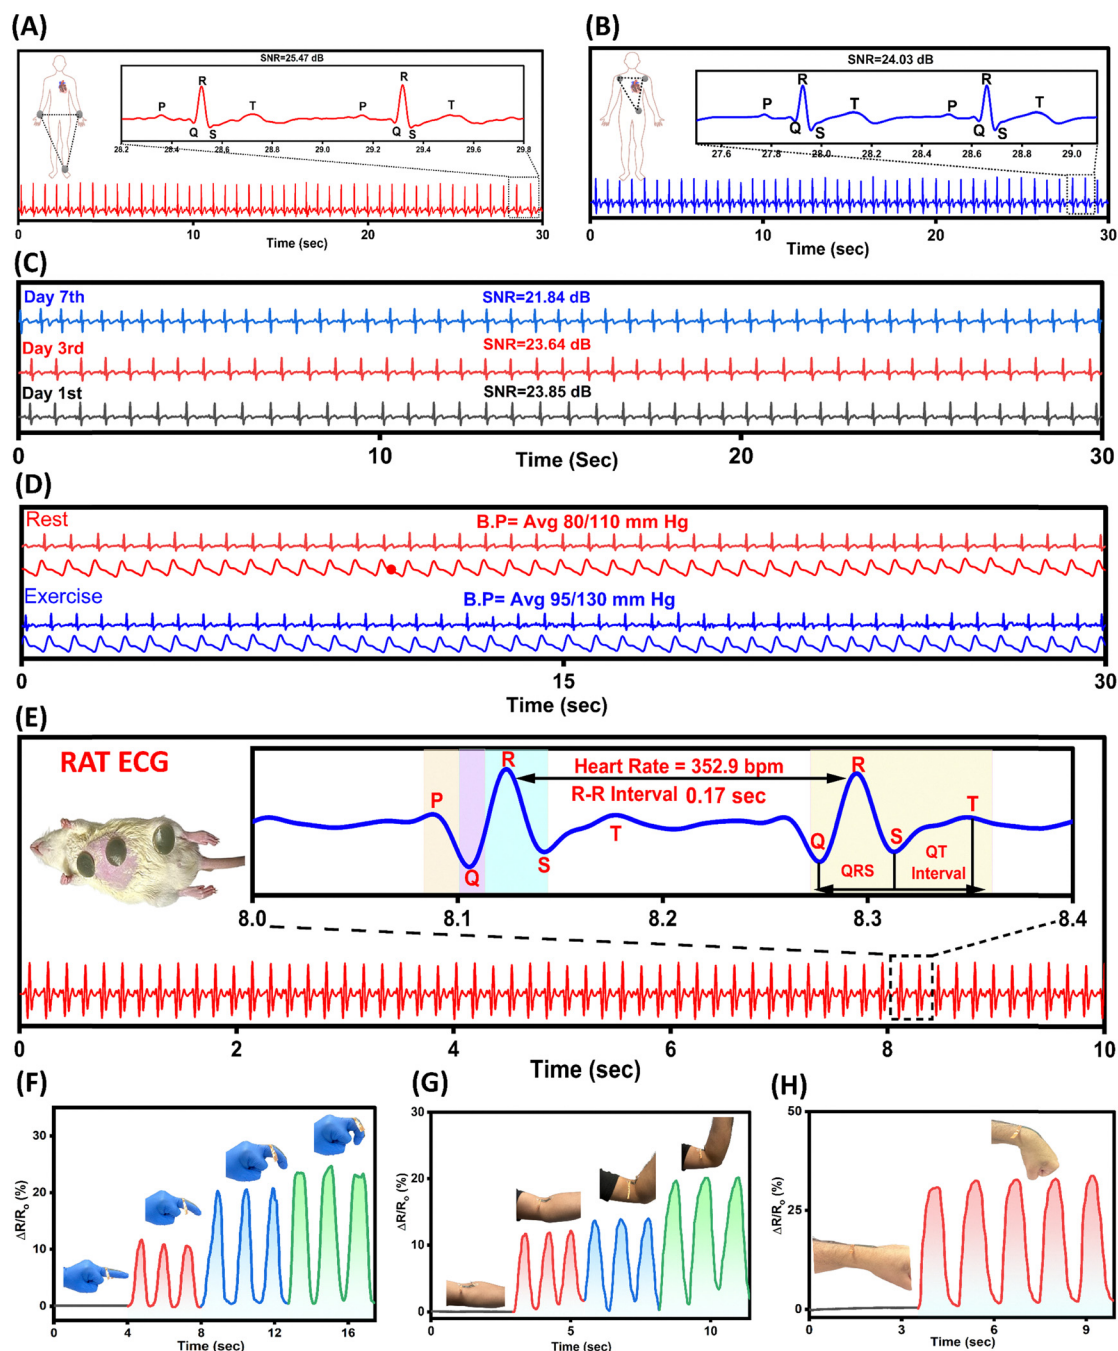 (A)
SNR=25.47 dB
R R
P T P T
Q S Q S
28.2 28.4 28.6 28.8 29.0 29.2 29.4 29.6 29.8
0 10 20 30
Time (sec)
(B)
SNR=24.03 dB
R R
P T P T
Q S Q S
27.6 27.8 28.0 28.2 28.4 28.6 28.8 29.0
0 10 20 30
Time (sec)
(C)
Day 7th SNR=21.84 dB
Day 3rd SNR=23.64 dB
Day 1st SNR=23.85 dB
0 10 20 30
Time (Sec)
(D)
Rest B.P= Avg 80/110 mm Hg
Exercise B.P= Avg 95/130 mm Hg
0 15 30
Time (sec)
(E)
RAT ECG
R Heart Rate = 352.9 bpm R
P R-R Interval 0.17 sec T
T
Q S Q S
QRS QT
Interval
8.0 8.1 8.2 8.3 8.4
0 2 4 6 8 10
Time (sec)
(F)
ΔR/Ro (%)
30
20
10
0
0 4 8 12 16
Time (sec)
(G)
ΔR/Ro (%)
30
20
10
0
0 5 10
Time (sec)
(H)
ΔR/Ro (%)
50
25
0
0 3 6 9
Time (sec)